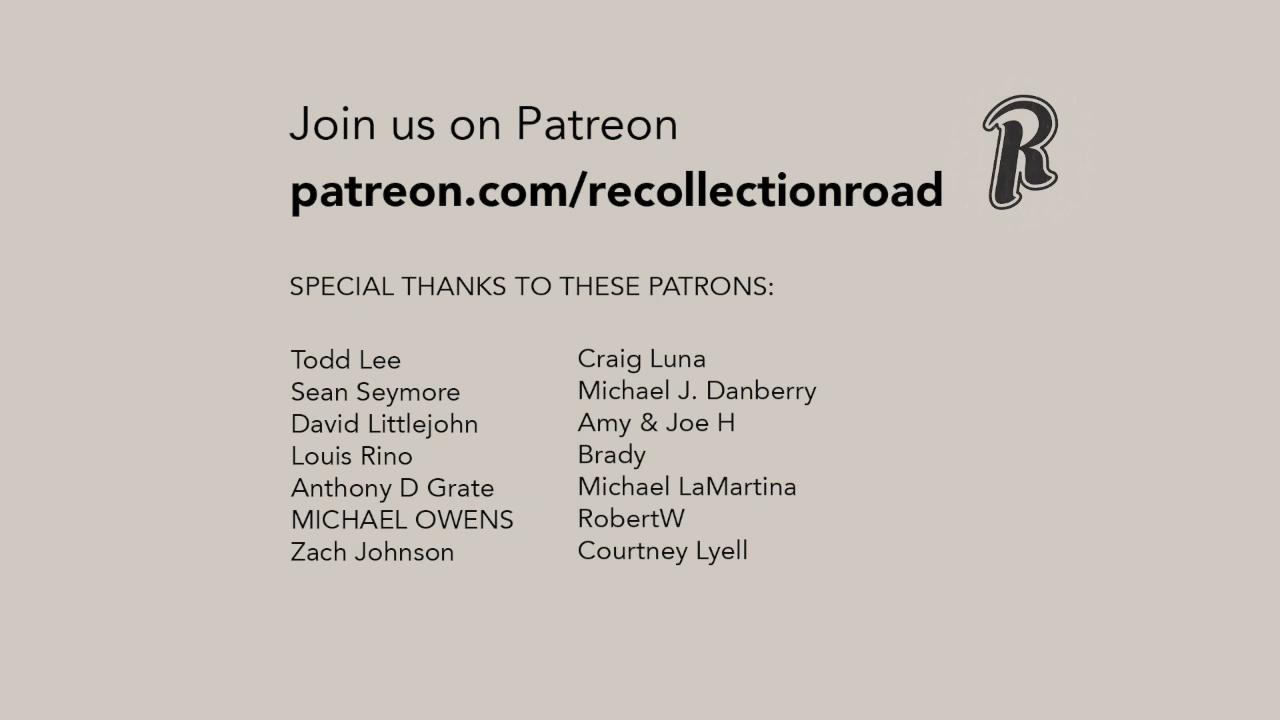 Join us on Patreon
patreon.com/recollectionroad
R
SPECIAL THANKS TO THESE PATRONS:
Todd Lee
Sean Seymore
David Littlejohn
Louis Rino
Anthony D Grate
MICHAEL OWENS
Zach Johnson
Craig Luna
Michael J. Danberry
Amy & Joe H
Brady
Michael LaMartina
RobertW
Courtney Lyell